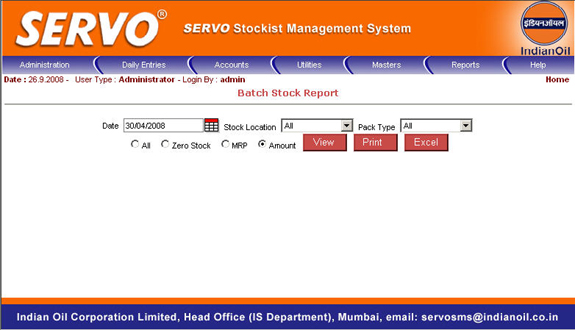 SERVO® SERVO Stockist Management System
इंडियनऑयल
IndianOil
Administration Daily Entries Accounts Utilities Masters Reports Help
Date : 26.9.2008 - User Type : Administrator - Login By : admin Home
Batch Stock Report
Date 30/04/2008 Stock Location All Pack Type All
All Zero Stock MRP Amount View Print Excel
Indian Oil Corporation Limited, Head Office (IS Department), Mumbai, email: servosms@indianoil.co.in